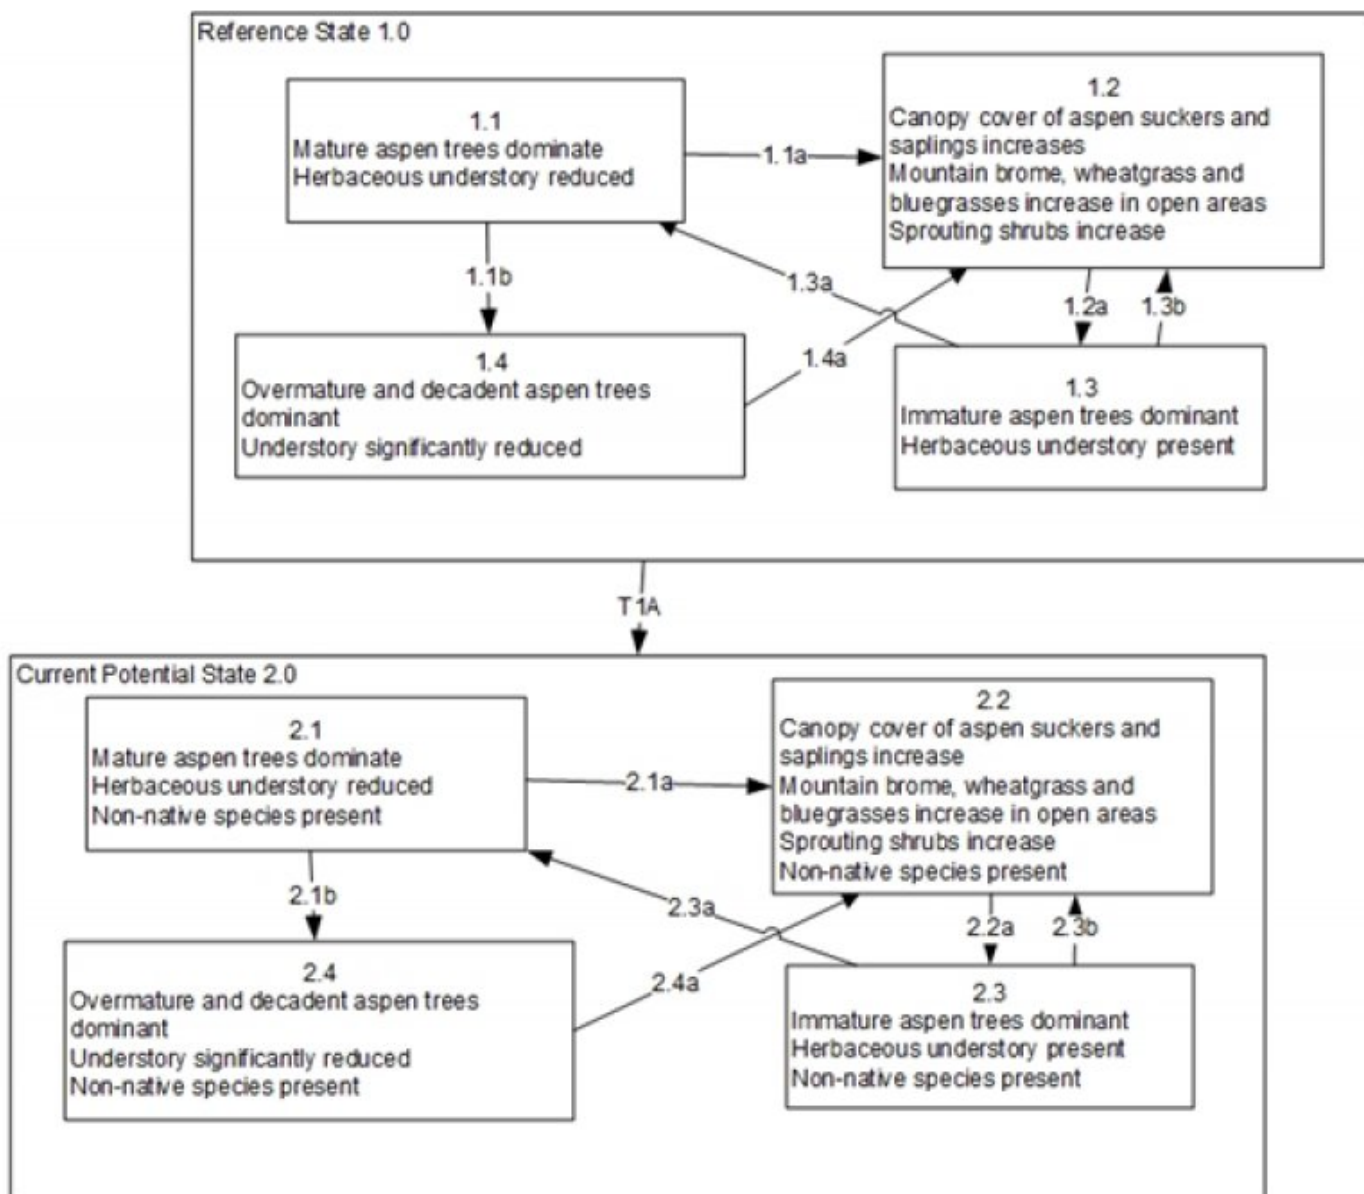 Reference State 1.0
1.1
Mature aspen trees dominate
Herbaceous understory reduced
1.2
Canopy cover of aspen suckers and
saplings increases
Mountain brome, wheatgrass and
bluegrasses increase in open areas
Sprouting shrubs increase
1.1a
1.1b
1.3a
1.2a
1.3b
1.4a
1.4
Overmature and decadent aspen trees
dominant
Understory significantly reduced
1.3
Immature aspen trees dominant
Herbaceous understory present
T1A
Current Potential State 2.0
2.1
Mature aspen trees dominate
Herbaceous understory reduced
Non-native species present
2.2
Canopy cover of aspen suckers and
saplings increase
Mountain brome, wheatgrass and
bluegrasses increase in open areas
Sprouting shrubs increase
Non-native species present
2.1a
2.1b
2.3a
2.2a
2.3b
2.4a
2.4
Overmature and decadent aspen trees
dominant
Understory significantly reduced
Non-native species present
2.3
Immature aspen trees dominant
Herbaceous understory present
Non-native species present